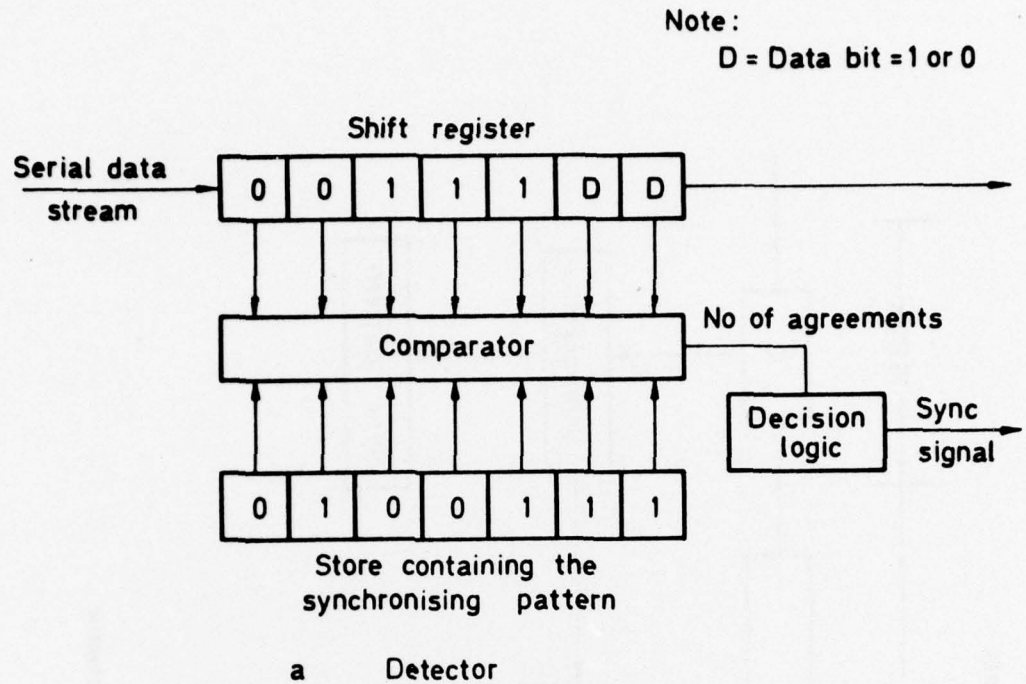 Note :
D = Data bit = 1 or 0
Shift register
Serial data
stream
0 0 1 1 1 D D
No of agreements
Comparator
Decision
logic
Sync
signal
0 1 0 0 1 1 1
Store containing the
synchronising pattern
a Detector